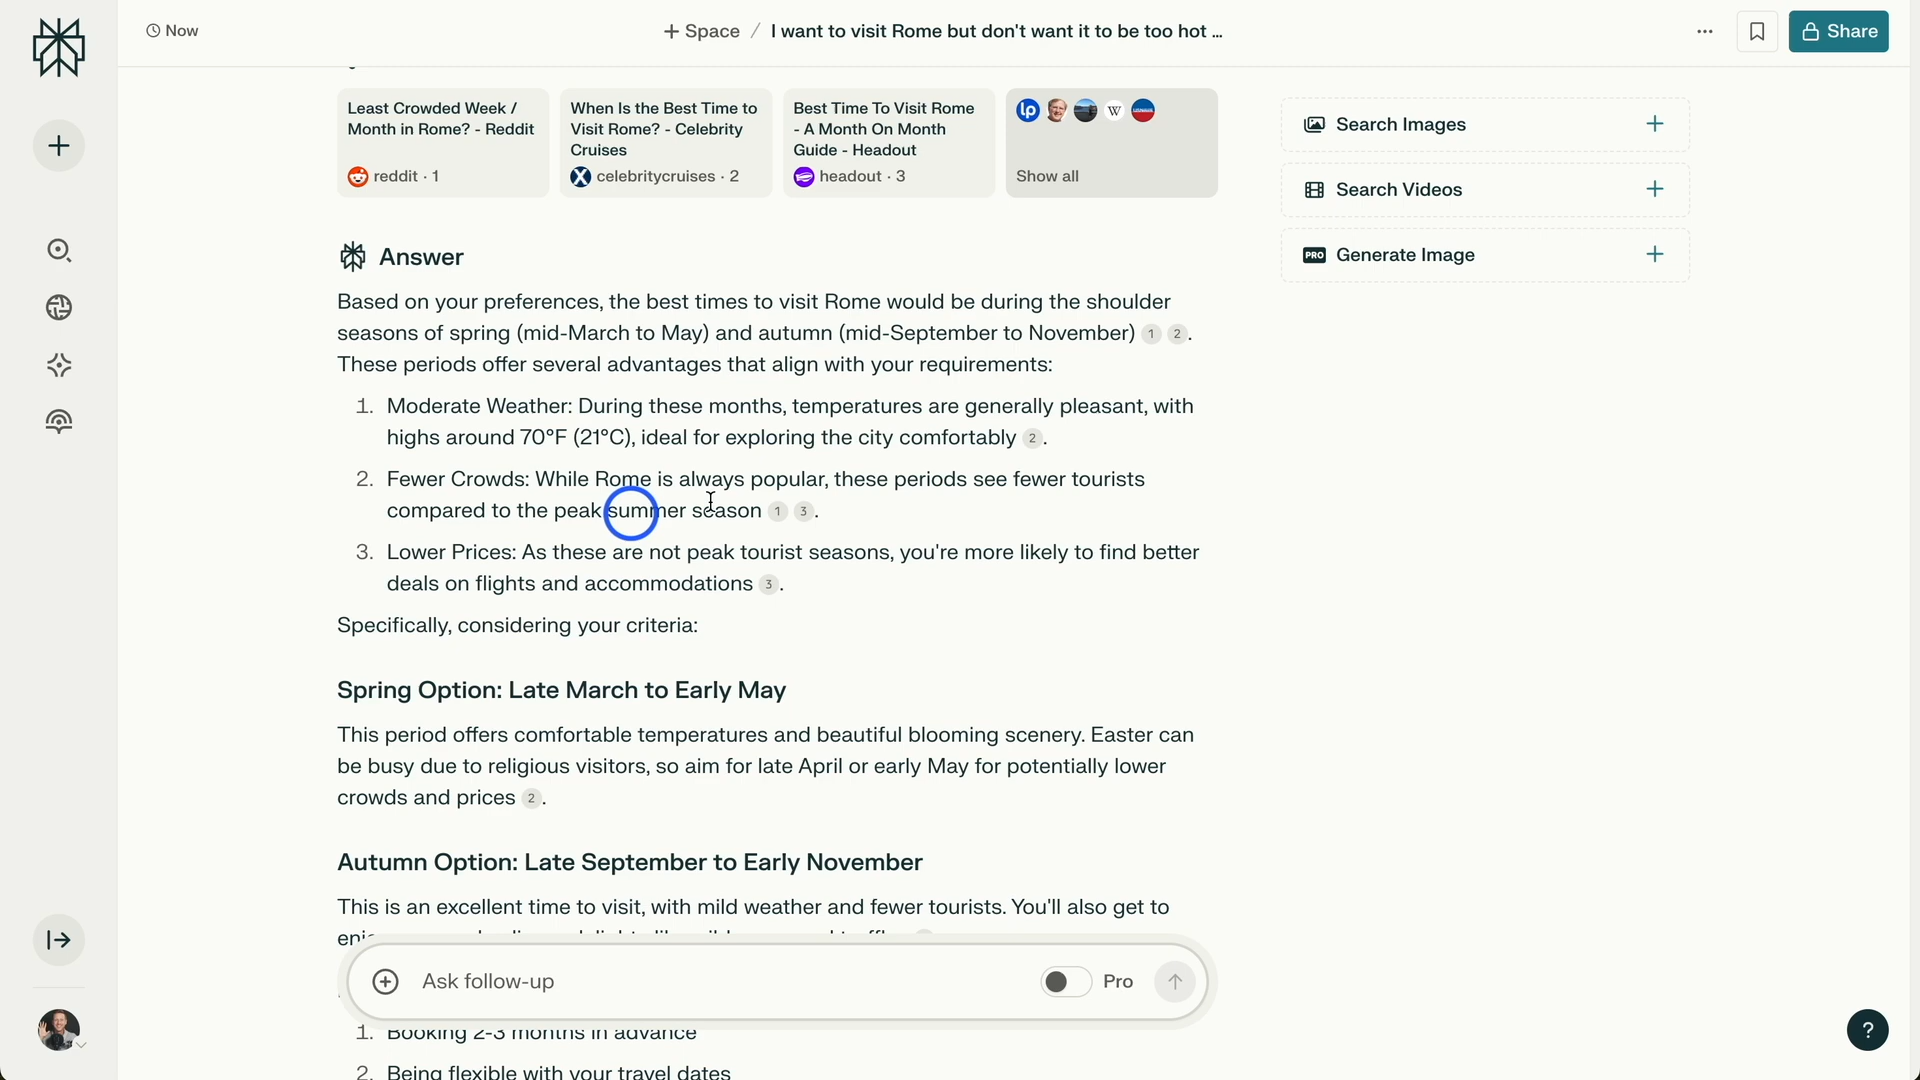 Now
+ Space / I want to visit Rome but don't want it to be too hot ...
Share
Least Crowded Week /
Month in Rome? - Reddit
reddit · 1
When Is the Best Time to
Visit Rome? - Celebrity
Cruises
celebritycruises · 2
Best Time To Visit Rome
- A Month On Month
Guide - Headout
headout · 3
lp W
Show all
Search Images
Search Videos
PRO Generate Image
Answer
Based on your preferences, the best times to visit Rome would be during the shoulder
seasons of spring (mid-March to May) and autumn (mid-September to November) 1 2.
These periods offer several advantages that align with your requirements:
1. Moderate Weather: During these months, temperatures are generally pleasant, with
highs around 70°F (21°C), ideal for exploring the city comfortably 2.
2. Fewer Crowds: While Rome is always popular, these periods see fewer tourists
compared to the peak summer season 1 3.
3. Lower Prices: As these are not peak tourist seasons, you're more likely to find better
deals on flights and accommodations 3.
Specifically, considering your criteria:
Spring Option: Late March to Early May
This period offers comfortable temperatures and beautiful blooming scenery. Easter can
be busy due to religious visitors, so aim for late April or early May for potentially lower
crowds and prices 2.
Autumn Option: Late September to Early November
This is an excellent time to visit, with mild weather and fewer tourists. You'll also get to
Ask follow-up
Pro
1. Booking 2-3 months in advance
2. Being flexible with your travel dates
?